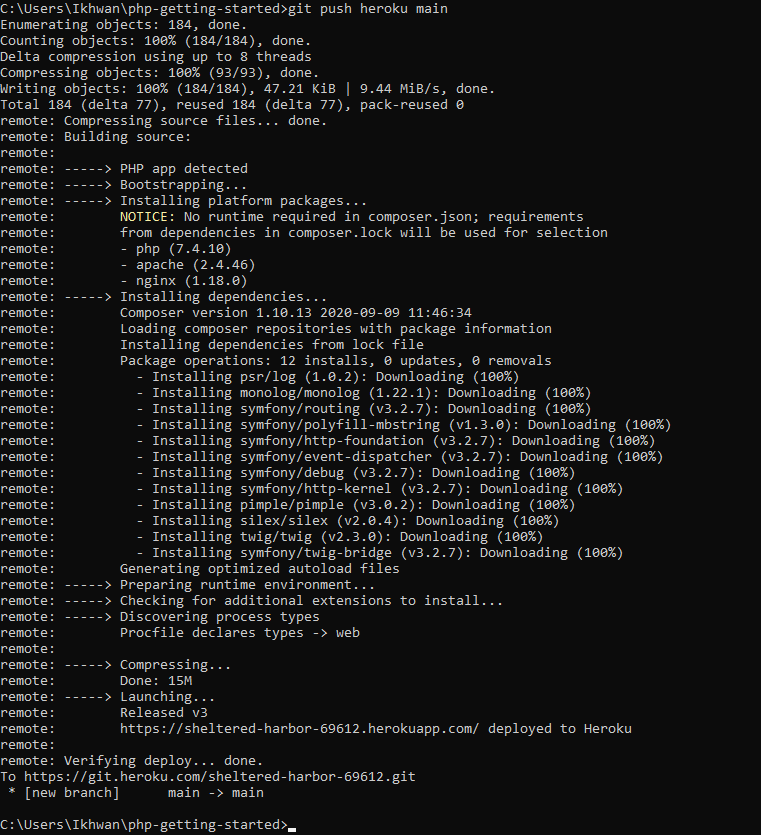 C:\Users\Ikhwan\php-getting-started>git push heroku main
Enumerating objects: 184, done.
Counting objects: 100% (184/184), done.
Delta compression using up to 8 threads
Compressing objects: 100% (93/93), done.
Writing objects: 100% (184/184), 47.21 KiB | 9.44 MiB/s, done.
Total 184 (delta 77), reused 184 (delta 77), pack-reused 0
remote: Compressing source files... done.
remote: Building source:
remote:
remote: -----> PHP app detected
remote: -----> Bootstrapping...
remote: -----> Installing platform packages...
remote:        NOTICE: No runtime required in composer.json; requirements
remote:        from dependencies in composer.lock will be used for selection
remote:        - php (7.4.10)
remote:        - apache (2.4.46)
remote:        - nginx (1.18.0)
remote: -----> Installing dependencies...
remote:        Composer version 1.10.13 2020-09-09 11:46:34
remote:        Loading composer repositories with package information
remote:        Installing dependencies from lock file
remote:        Package operations: 12 installs, 0 updates, 0 removals
remote:          - Installing psr/log (1.0.2): Downloading (100%)
remote:          - Installing monolog/monolog (1.22.1): Downloading (100%)
remote:          - Installing symfony/routing (v3.2.7): Downloading (100%)
remote:          - Installing symfony/polyfill-mbstring (v1.3.0): Downloading (100%)
remote:          - Installing symfony/http-foundation (v3.2.7): Downloading (100%)
remote:          - Installing symfony/event-dispatcher (v3.2.7): Downloading (100%)
remote:          - Installing symfony/debug (v3.2.7): Downloading (100%)
remote:          - Installing symfony/http-kernel (v3.2.7): Downloading (100%)
remote:          - Installing pimple/pimple (v3.0.2): Downloading (100%)
remote:          - Installing silex/silex (v2.0.4): Downloading (100%)
remote:          - Installing twig/twig (v2.3.0): Downloading (100%)
remote:          - Installing symfony/twig-bridge (v3.2.7): Downloading (100%)
remote:        Generating optimized autoload files
remote: -----> Preparing runtime environment...
remote: -----> Checking for additional extensions to install...
remote: -----> Discovering process types
remote:        Procfile declares types -> web
remote:
remote: -----> Compressing...
remote:        Done: 15M
remote: -----> Launching...
remote:        Released v3
remote:        https://sheltered-harbor-69612.herokuapp.com/ deployed to Heroku
remote:
remote: Verifying deploy... done.
To https://git.heroku.com/sheltered-harbor-69612.git
 * [new branch]      main -> main
C:\Users\Ikhwan\php-getting-started>